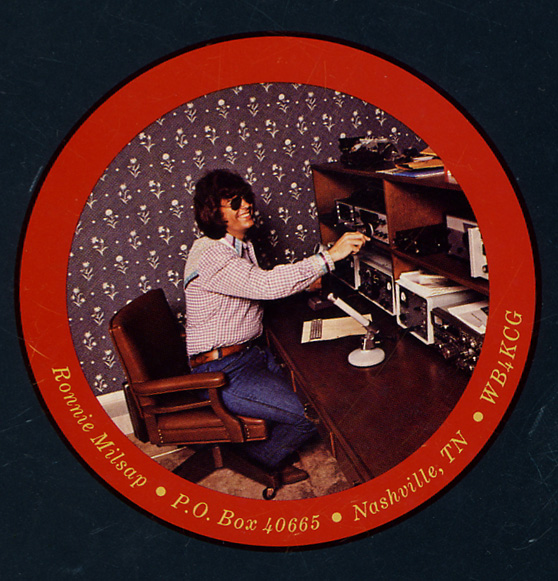 Ronnie Milsap • P.O. Box 40665 • Nashville, TN • WB4KCG